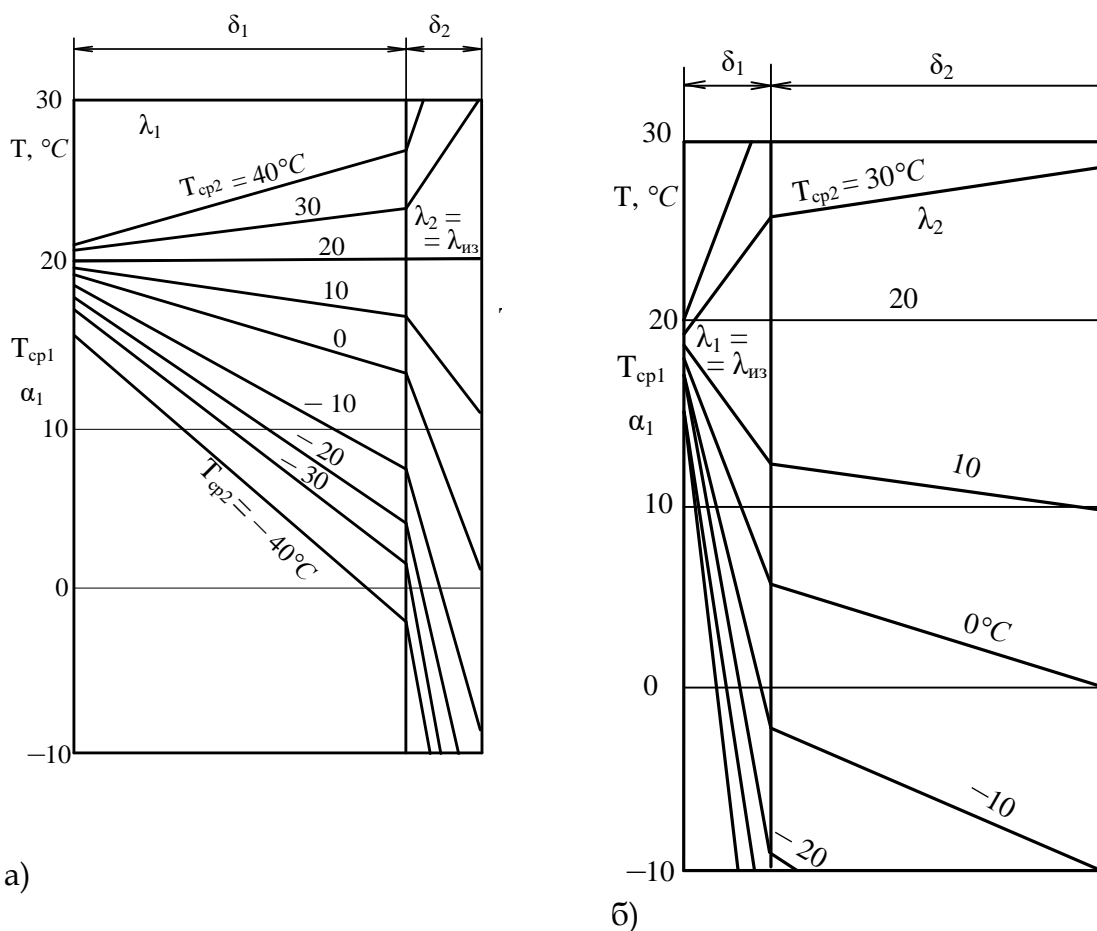 δ₁
δ₂
30
T, °C
λ₁
Tср2 = 40°C
30
λ₂ =
= λиз
20
20
10
0
Tср1
α₁
10
− 10
− 20
− 30
Tср2 = − 40°C
0
−10
а)
δ₁
δ₂
30
T, °C
Tср2 = 30°C
λ₂
20
20
λ₁ =
= λиз
Tср1
α₁
10
10
0°C
0
−10
− 20
−10
б)